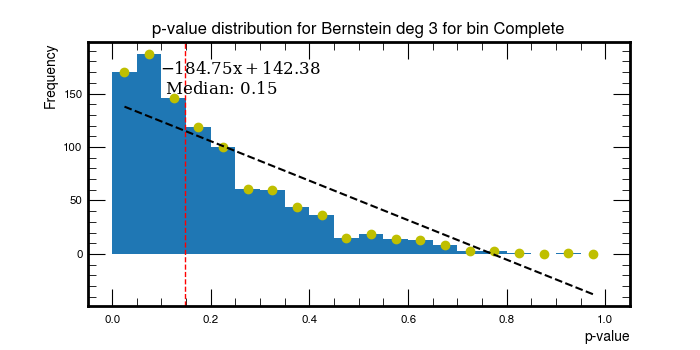 p-value distribution for Bernstein deg 3 for bin Complete
Frequency
−184.75x + 142.38
Median: 0.15
150
100
50
0
0.0 0.2 0.4 0.6 0.8 1.0
p-value